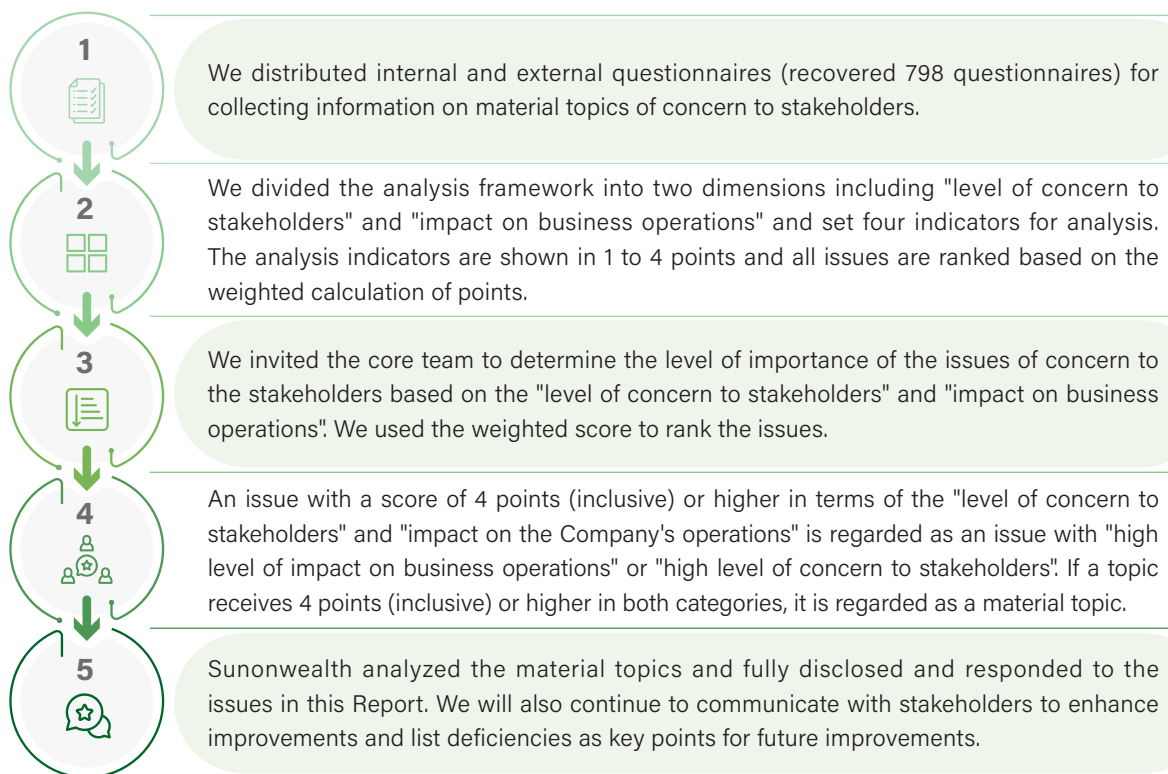 1
We distributed internal and external questionnaires (recovered 798 questionnaires) for
collecting information on material topics of concern to stakeholders.
2
We divided the analysis framework into two dimensions including "level of concern to
stakeholders" and "impact on business operations" and set four indicators for analysis.
The analysis indicators are shown in 1 to 4 points and all issues are ranked based on the
weighted calculation of points.
3
We invited the core team to determine the level of importance of the issues of concern to
the stakeholders based on the "level of concern to stakeholders" and "impact on business
operations". We used the weighted score to rank the issues.
4
An issue with a score of 4 points (inclusive) or higher in terms of the "level of concern to
stakeholders" and "impact on the Company's operations" is regarded as an issue with "high
level of impact on business operations" or "high level of concern to stakeholders". If a topic
receives 4 points (inclusive) or higher in both categories, it is regarded as a material topic.
5
Sunonwealth analyzed the material topics and fully disclosed and responded to the
issues in this Report. We will also continue to communicate with stakeholders to enhance
improvements and list deficiencies as key points for future improvements.